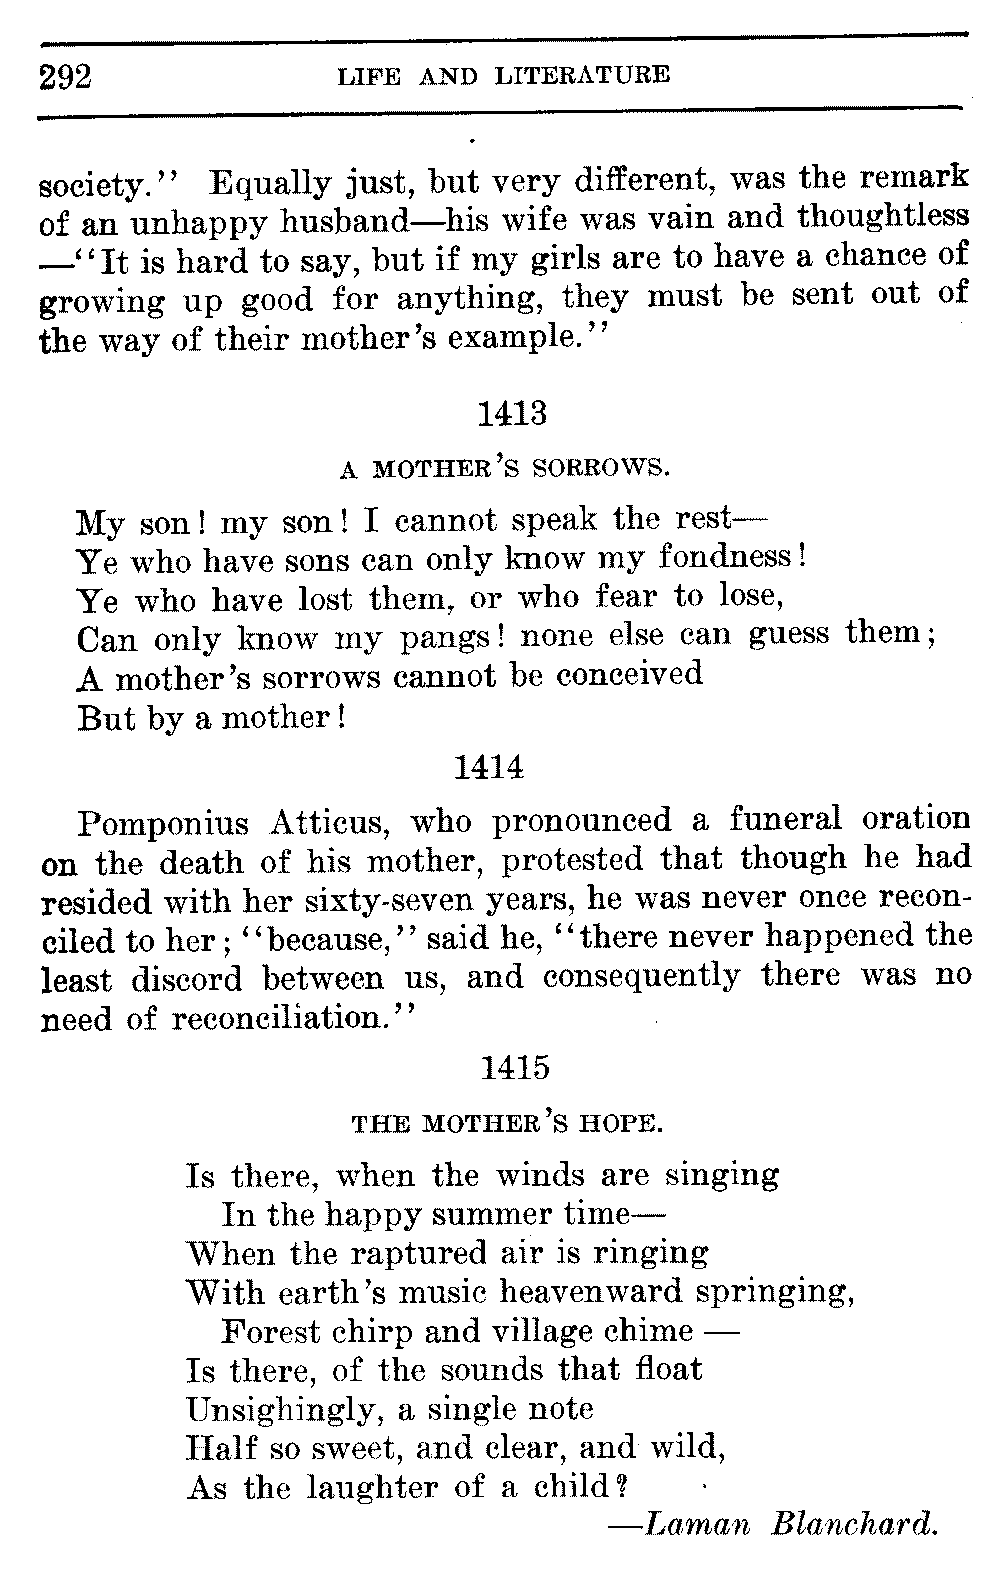 292 LIFE AND LITERATURE
society.'' Equally just, but very different, was the remark
of an unhappy husband—his wife was vain and thoughtless
—''It is hard to say, but if my girls are to have a chance of
growing up good for anything, they must be sent out of
the way of their mother's example.''
1413
A MOTHER'S SORROWS.
My son! my son! I cannot speak the rest—
Ye who have sons can only know my fondness!
Ye who have lost them, or who fear to lose,
Can only know my pangs! none else can guess them;
A mother's sorrows cannot be conceived
But by a mother!
1414
Pomponius Atticus, who pronounced a funeral oration
on the death of his mother, protested that though he had
resided with her sixty-seven years, he was never once recon-
ciled to her; ''because,'' said he, ''there never happened the
least discord between us, and consequently there was no
need of reconciliation.''
1415
THE MOTHER'S HOPE.
Is there, when the winds are singing
In the happy summer time—
When the raptured air is ringing
With earth's music heavenward springing,
Forest chirp and village chime —
Is there, of the sounds that float
Unsighingly, a single note
Half so sweet, and clear, and wild,
As the laughter of a child?
—Laman Blanchard.